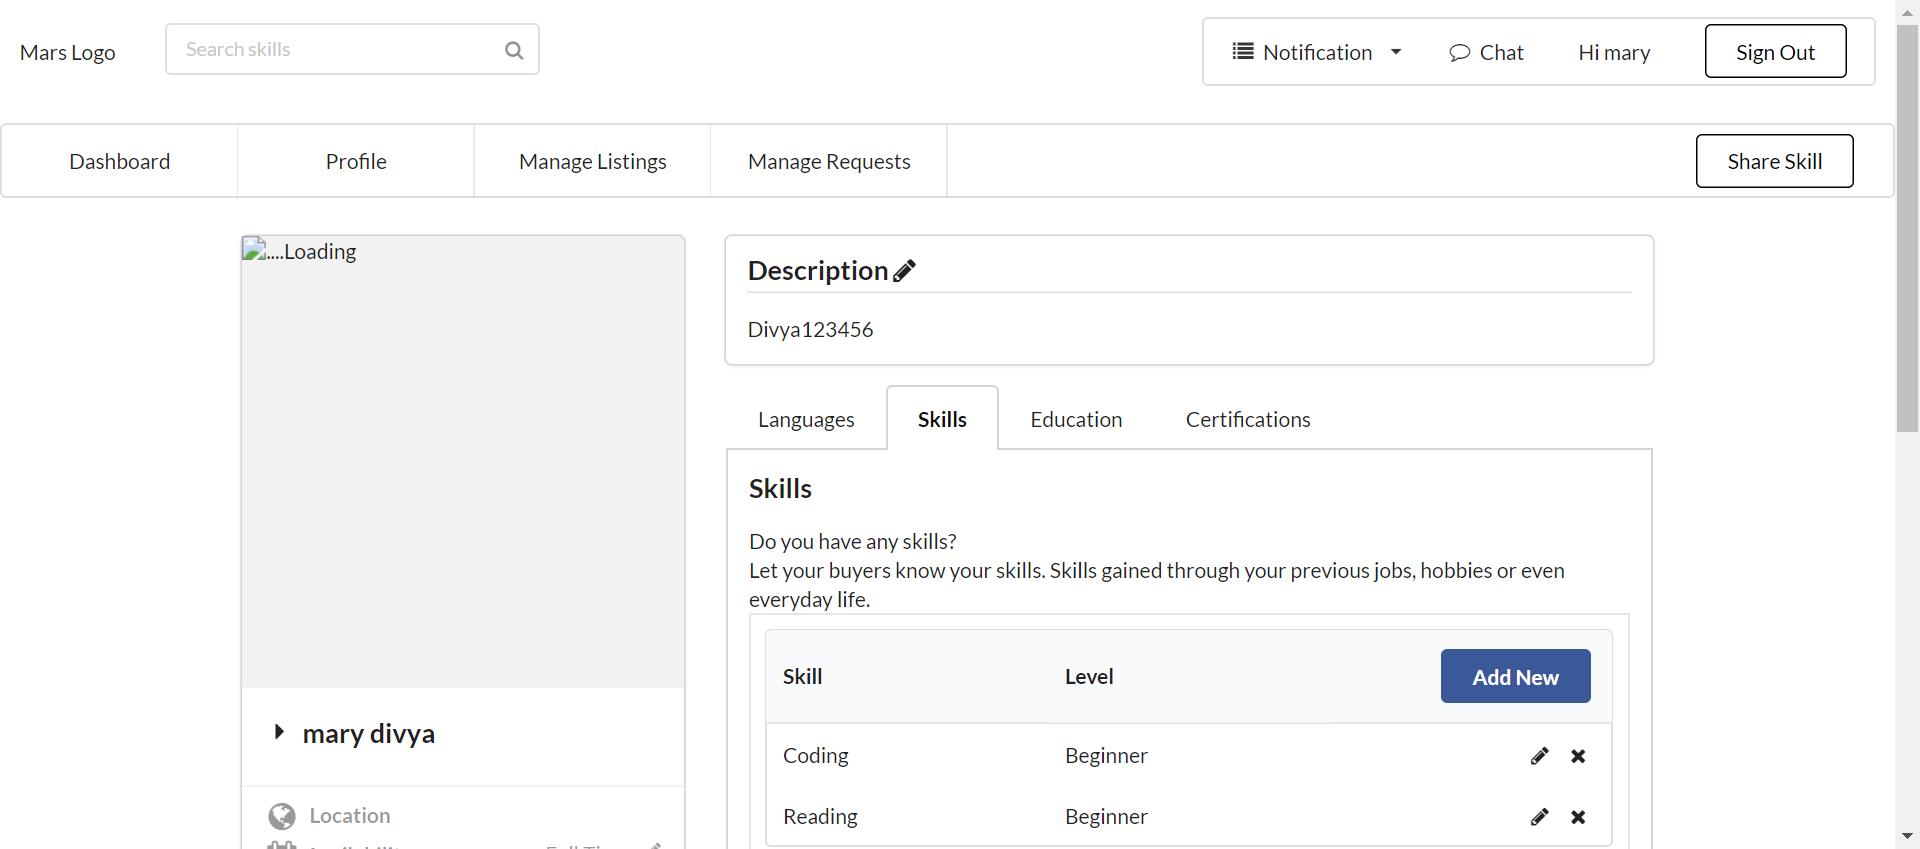 Mars Logo
Search skills
Notification
Chat
Hi mary
Sign Out
Dashboard
Profile
Manage Listings
Manage Requests
Share Skill
....Loading
mary divya
Location
Description
Divya123456
Languages
Skills
Education
Certifications
Skills
Do you have any skills?
Let your buyers know your skills. Skills gained through your previous jobs, hobbies or even
everyday life.
Skill Level Add New
Coding Beginner
Reading Beginner